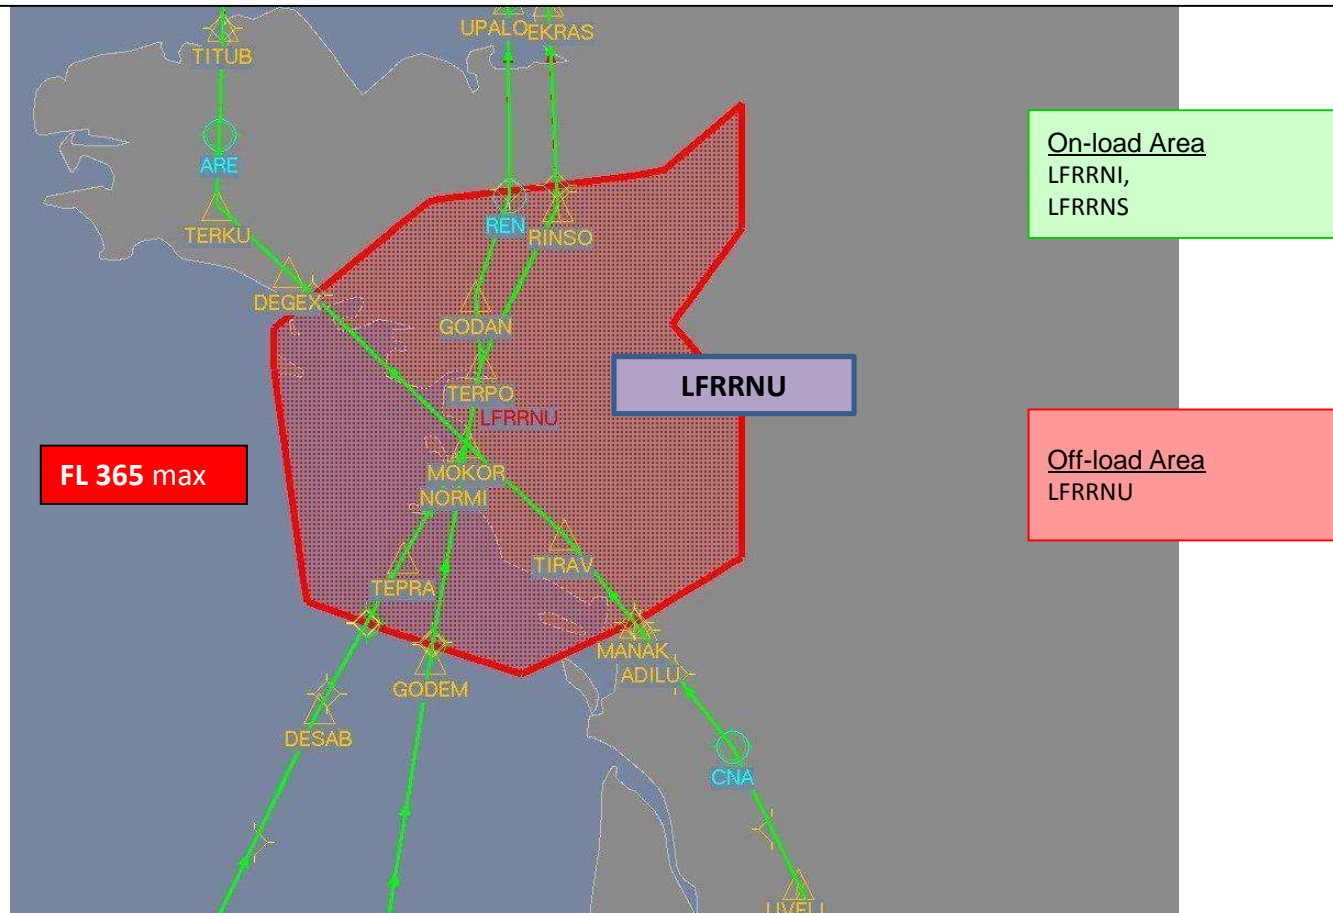 UPALO EKRAS
TITUB
On-load Area
LFRRNI,
LFRRNS
ARE
TERKU
REN
RINSO
DEGEX
GODAN
LFRRNU
TERPO
LFRRNU
Off-load Area
LFRRNU
FL 365 max
MOKOR
NORMI
TIRAV
TEPRA
MANAK
ADILU
GODEM
DESAB
CNA